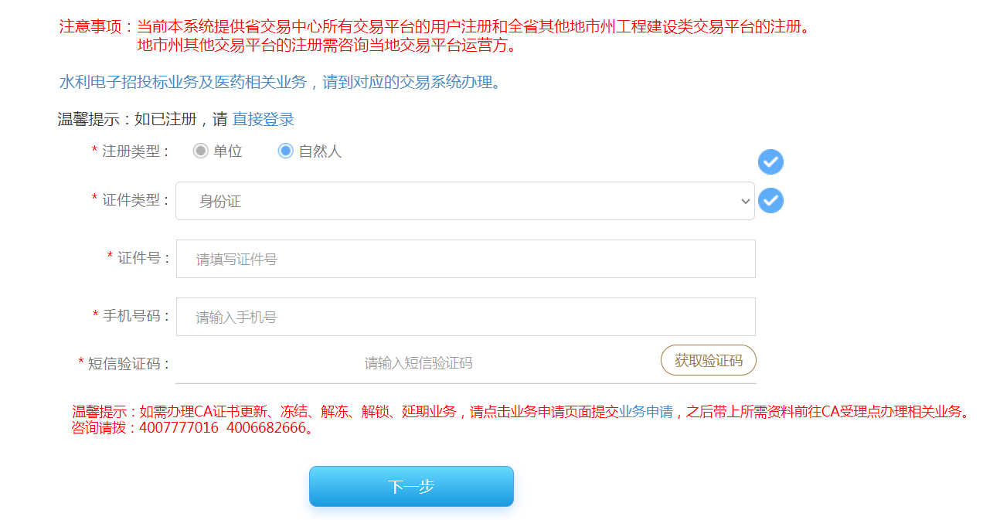 注意事项：当前本系统提供省交易中心所有交易平台的用户注册和全省其他地市州工程建设类交易平台的注册。
地市州其他交易平台的注册需咨询当地交易平台运营方。
水利电子招投标业务及医药相关业务，请到对应的交易系统办理。
温馨提示：如已注册，请 直接登录
* 注册类型： 单位 自然人
* 证件类型： 身份证
* 证件号： 请填写证件号
* 手机号码： 请输入手机号
* 短信验证码： 请输入短信验证码 获取验证码
温馨提示：如需办理CA证书更新、冻结、解冻、解锁、延期业务，请点击业务申请页面提交业务申请，之后带上所需资料前往CA受理点办理相关业务。
咨询请拨：4007777016 4006682666。
下一步